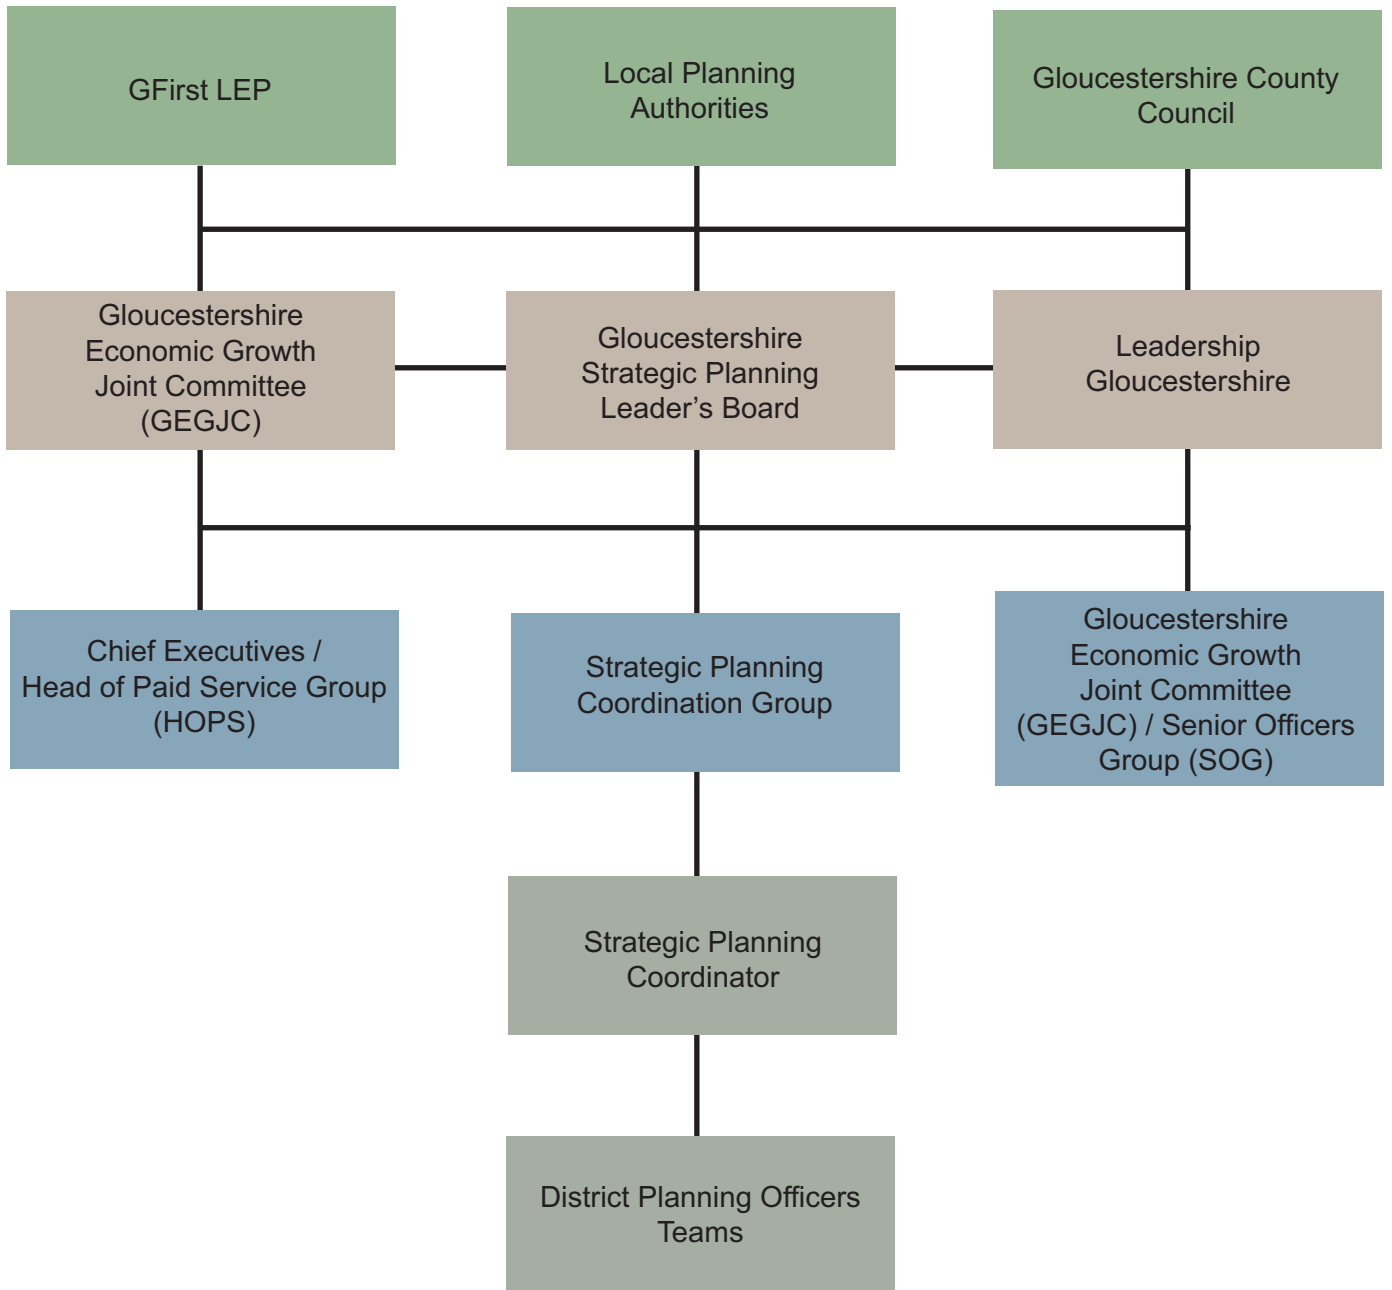 GFirst LEP
Local Planning
Authorities
Gloucestershire County
Council
Gloucestershire
Economic Growth
Joint Committee
(GEGJC)
Gloucestershire
Strategic Planning
Leader’s Board
Leadership
Gloucestershire
Chief Executives /
Head of Paid Service Group
(HOPS)
Strategic Planning
Coordination Group
Gloucestershire
Economic Growth
Joint Committee
(GEGJC) / Senior Officers
Group (SOG)
Strategic Planning
Coordinator
District Planning Officers
Teams